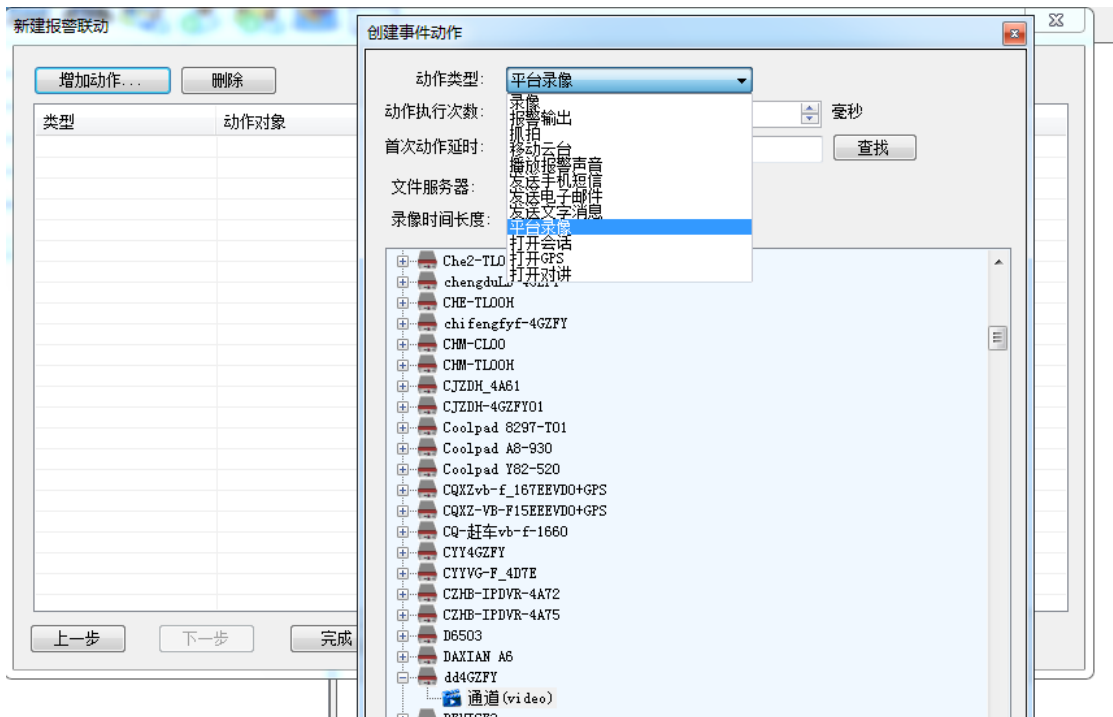 新建报警联动
创建事件动作
增加动作...
删除
类型
动作对象
动作类型:
平台录像
动作执行次数:
毫秒
首次动作延时:
查找
文件服务器:
录像时间长度:
录像
报警输出
抓拍
移动云台
播放报警声音
发送手机短信
发送电子邮件
发送文字消息
平台录像
打开会话
打开GPS
打开对讲
Che2-TL0
CHE-TL00H
chifengfyf-4GZFY
CHM-CL00
CHM-TL00H
CJZDH_4A61
CJZDH-4GZFY01
Coolpad 8297-T01
Coolpad A8-930
Coolpad Y82-520
CQXZvb-f_167EEVDO+GPS
CQXZ-VB-F15EEEVDO+GPS
CQ-赶车vb-f-1660
CYY4GZFY
CYYVG-F_4D7E
CZHB-IPDVR-4A72
CZHB-IPDVR-4A75
D6503
DAXIAN A6
dd4GZFY
通道(video)
上一步
下一步
完成